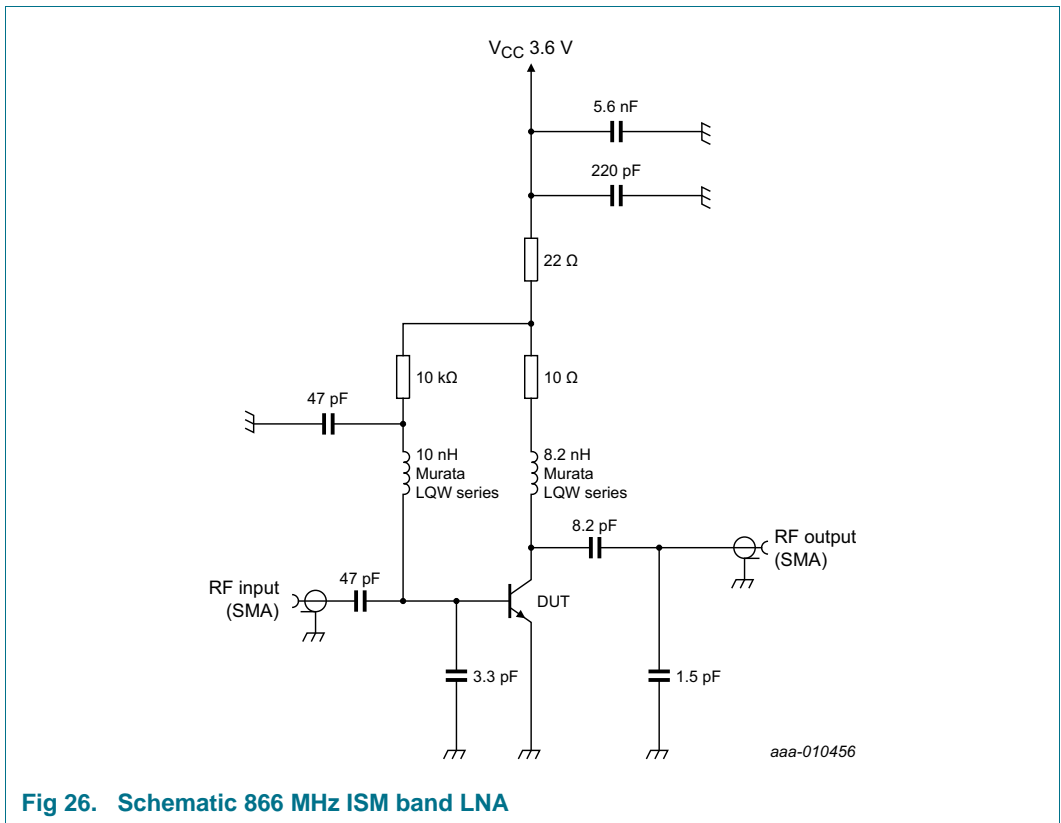 VCC 3.6 V
5.6 nF
220 pF
22 Ω
10 kΩ
10 Ω
47 pF
10 nH
Murata
LQW series
8.2 nH
Murata
LQW series
8.2 pF
RF output
(SMA)
47 pF
RF input
(SMA)
DUT
3.3 pF
1.5 pF
aaa-010456
Fig 26. Schematic 866 MHz ISM band LNA